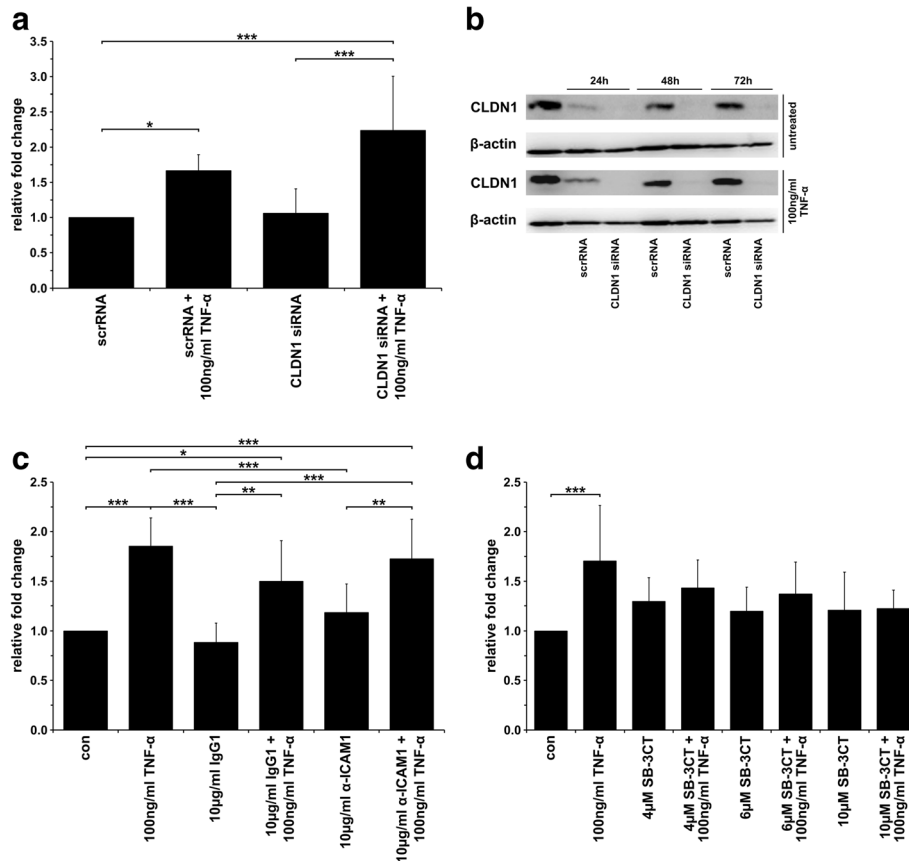 a
***
***
*
3.5
3.0
2.5
2.0
1.5
1.0
0.5
0.0
relative fold change
scrRNA
scrRNA +
100ng/ml TNF-α
CLDN1 siRNA
CLDN1 siRNA +
100ng/ml TNF-α
b
24h
48h
72h
CLDN1
β-actin
untreated
CLDN1
β-actin
100ng/ml
TNF-α
scrRNA
CLDN1 siRNA
scrRNA
CLDN1 siRNA
scrRNA
CLDN1 siRNA
c
***
*
***
***
**
***
***
**
2.5
2.0
1.5
1.0
0.5
0.0
relative fold change
con
100ng/ml TNF-α
10µg/ml IgG1
10µg/ml IgG1 +
100ng/ml TNF-α
10µg/ml α-ICAM1
10µg/ml α-ICAM1 +
100ng/ml TNF-α
d
***
2.5
2.0
1.5
1.0
0.5
0.0
relative fold change
con
100ng/ml TNF-α
4µM SB-3CT
4µM SB-3CT +
100ng/ml TNF-α
6µM SB-3CT
6µM SB-3CT +
100ng/ml TNF-α
10µM SB-3CT
10µM SB-3CT +
100ng/ml TNF-α